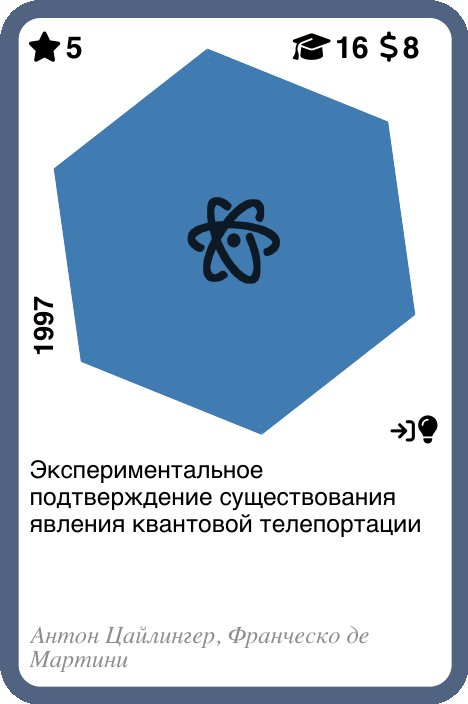 5
16 $ 8
1997
Экспериментальное
подтверждение существования
явления квантовой телепортации
Антон Цайлингер, Франческо де
Мартини